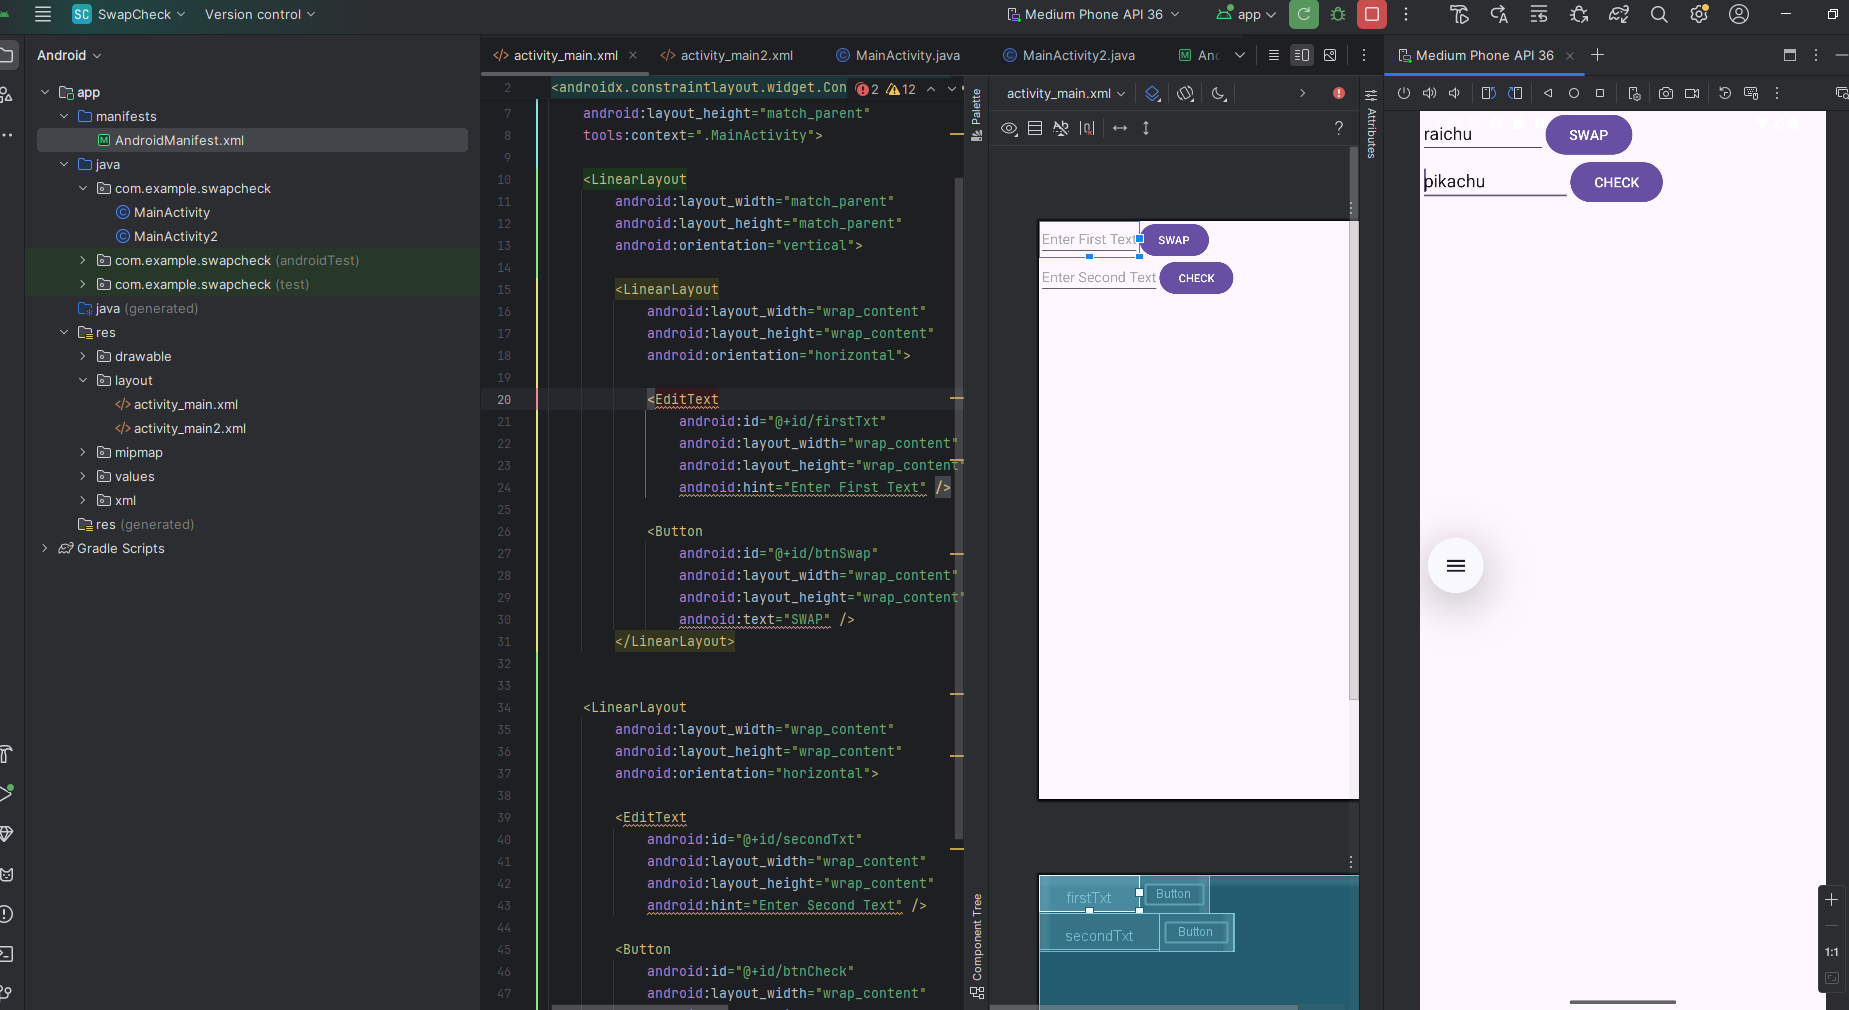 SC SwapCheck Version control Medium Phone API 36 app
Android
app
manifests
AndroidManifest.xml
java
com.example.swapcheck
MainActivity
MainActivity2
com.example.swapcheck (androidTest)
com.example.swapcheck (test)
java (generated)
res
drawable
layout
activity_main.xml
activity_main2.xml
mipmap
values
xml
res (generated)
Gradle Scripts
activity_main.xml activity_main2.xml MainActivity.java MainActivity2.java
2 <androidx.constraintlayout.widget.Con 2 12
7 android:layout_height="match_parent"
8 tools:context=".MainActivity">
9
10 <LinearLayout
11 android:layout_width="match_parent"
12 android:layout_height="match_parent"
13 android:orientation="vertical">
14
15 <LinearLayout
16 android:layout_width="wrap_content"
17 android:layout_height="wrap_content"
18 android:orientation="horizontal">
19
20 <EditText
21 android:id="@+id/firstTxt"
22 android:layout_width="wrap_content"
23 android:layout_height="wrap_content"
24 android:hint="Enter First Text" />
25
26 <Button
27 android:id="@+id/btnSwap"
28 android:layout_width="wrap_content"
29 android:layout_height="wrap_content"
30 android:text="SWAP" />
31 </LinearLayout>
32
33
34 <LinearLayout
35 android:layout_width="wrap_content"
36 android:layout_height="wrap_content"
37 android:orientation="horizontal">
38
39 <EditText
40 android:id="@+id/secondTxt"
41 android:layout_width="wrap_content"
42 android:layout_height="wrap_content"
43 android:hint="Enter Second Text" />
44
45 <Button
46 android:id="@+id/btnCheck"
47 android:layout_width="wrap_content"
Palette
Component Tree
activity_main.xml
?
Attributes
Enter First Text SWAP
Enter Second Text CHECK
firstTxt Button
secondTxt Button
Medium Phone API 36
raichu SWAP
pikachu CHECK
1:1